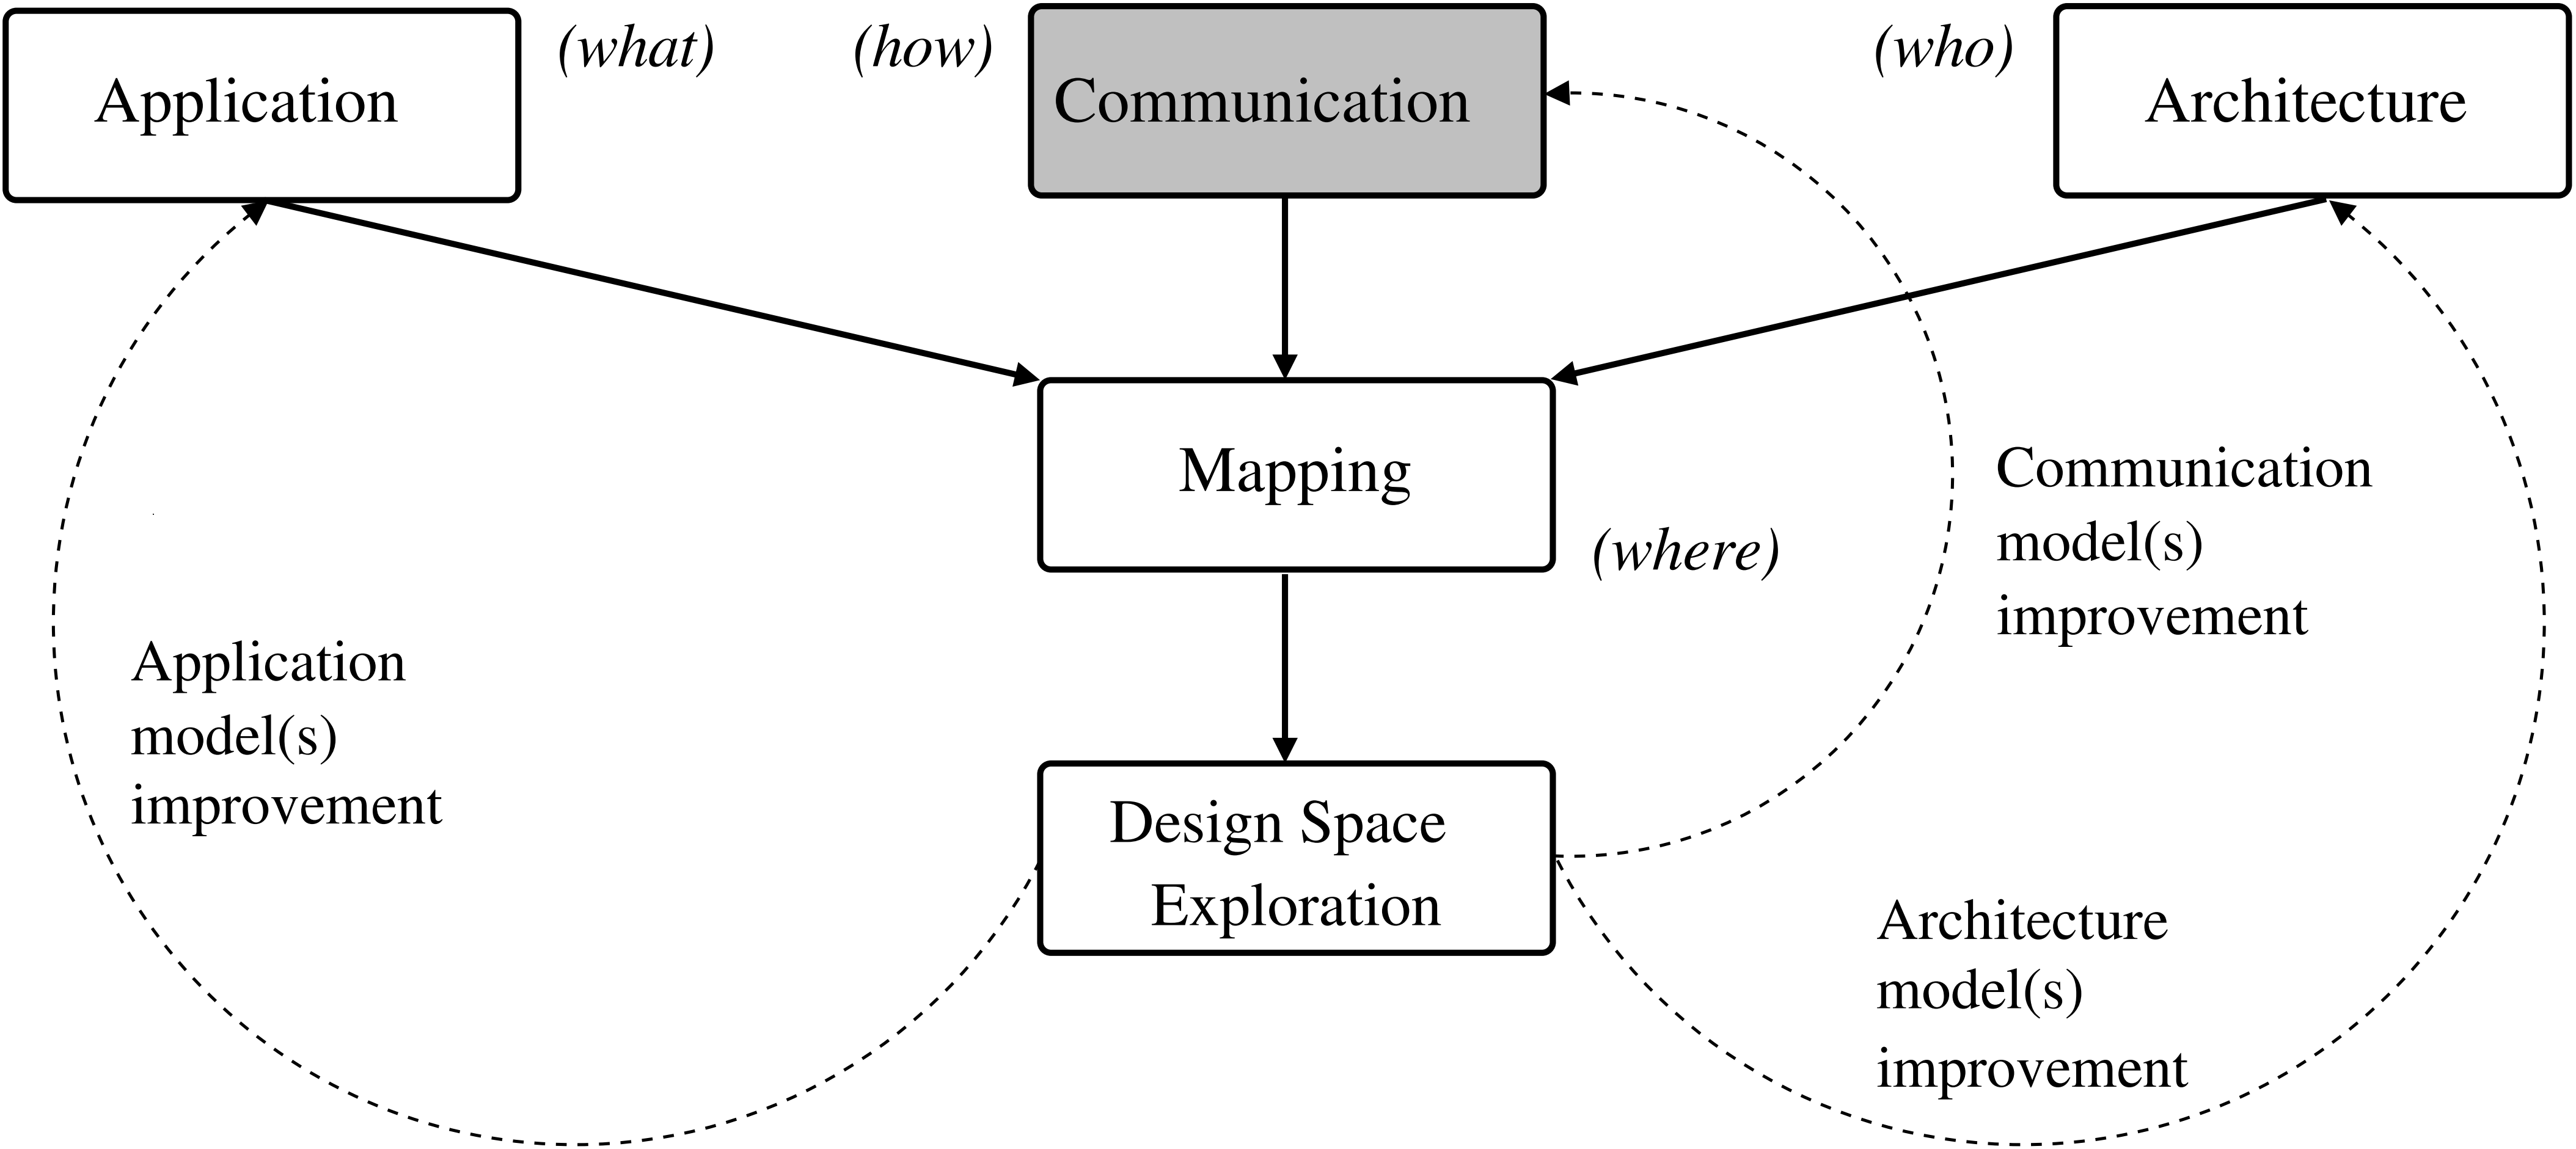 Application
(what)
(how)
Communication
(who)
Architecture
Mapping
(where)
Communication
model(s)
improvement
Application
model(s)
improvement
Design Space
Exploration
Architecture
model(s)
improvement